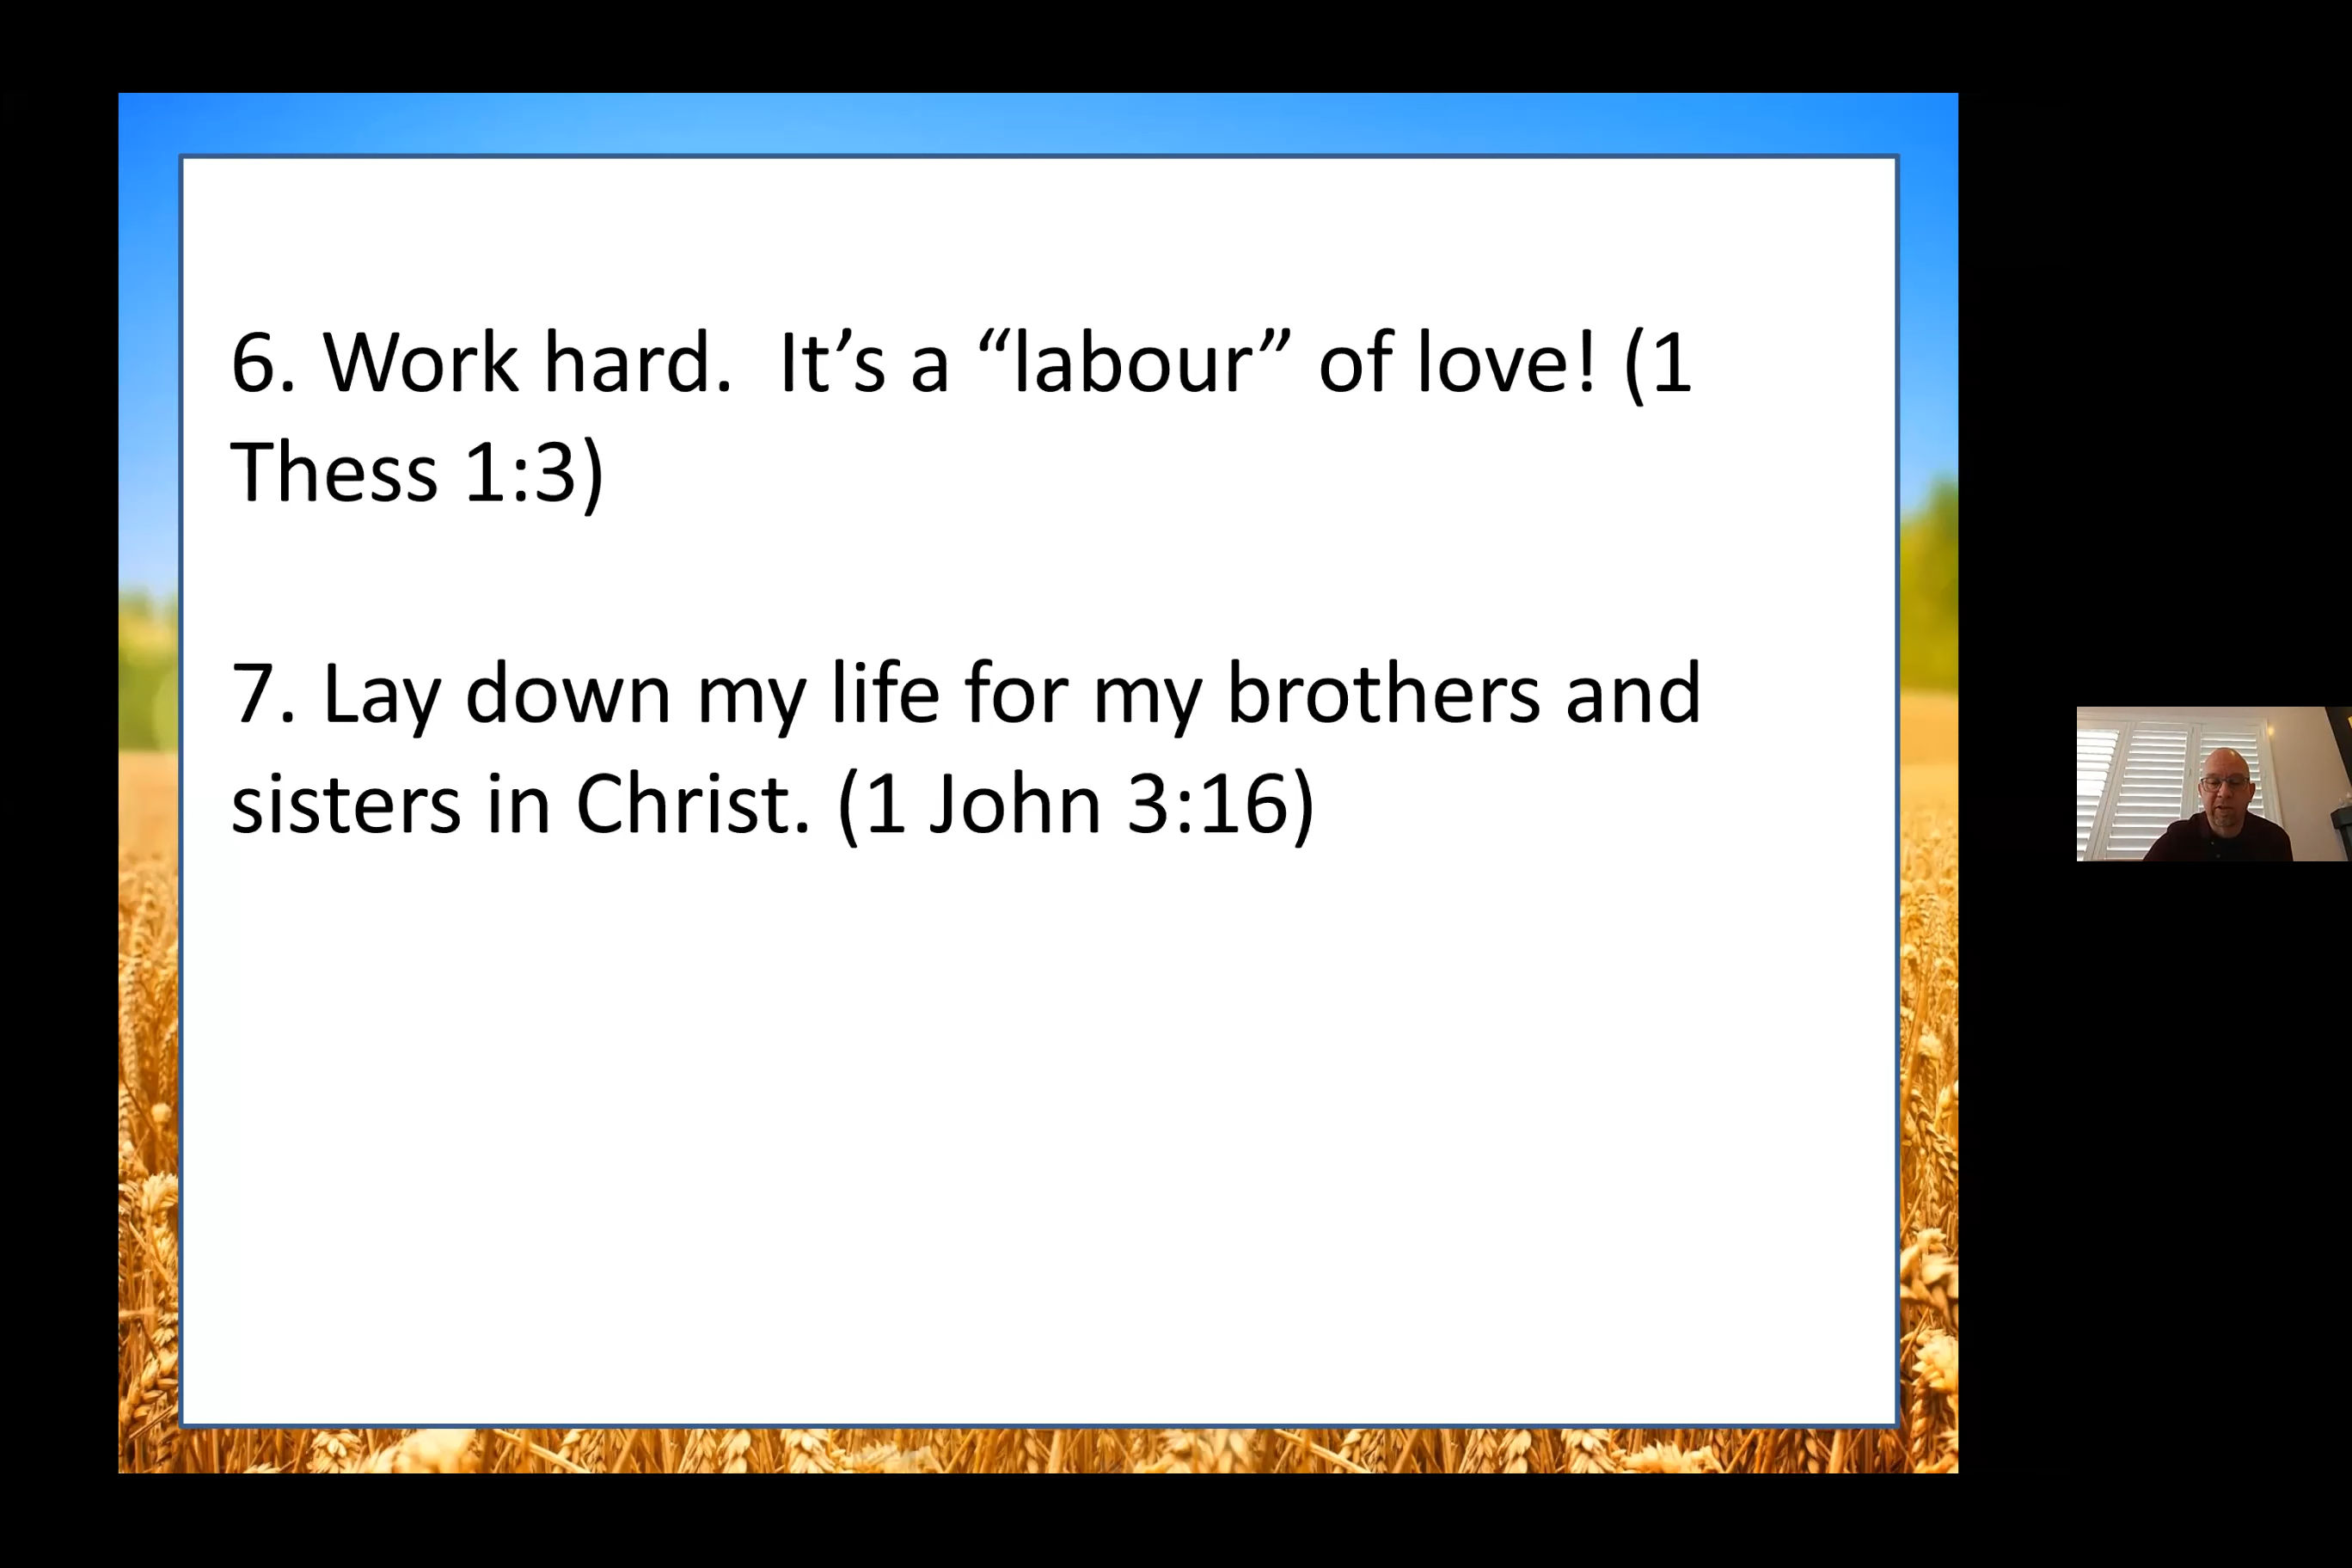 6. Work hard.  It’s a “labour” of love! (1
Thess 1:3)
7. Lay down my life for my brothers and
sisters in Christ. (1 John 3:16)